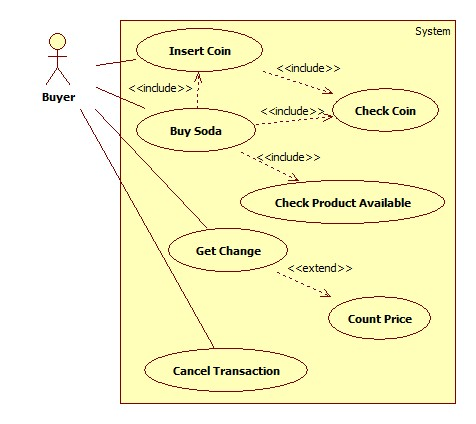 System
Insert Coin
<<include>>
<<include>>
Buyer
Check Coin
<<include>>
Buy Soda
<<include>>
Check Product Available
Get Change
<<extend>>
Count Price
Cancel Transaction